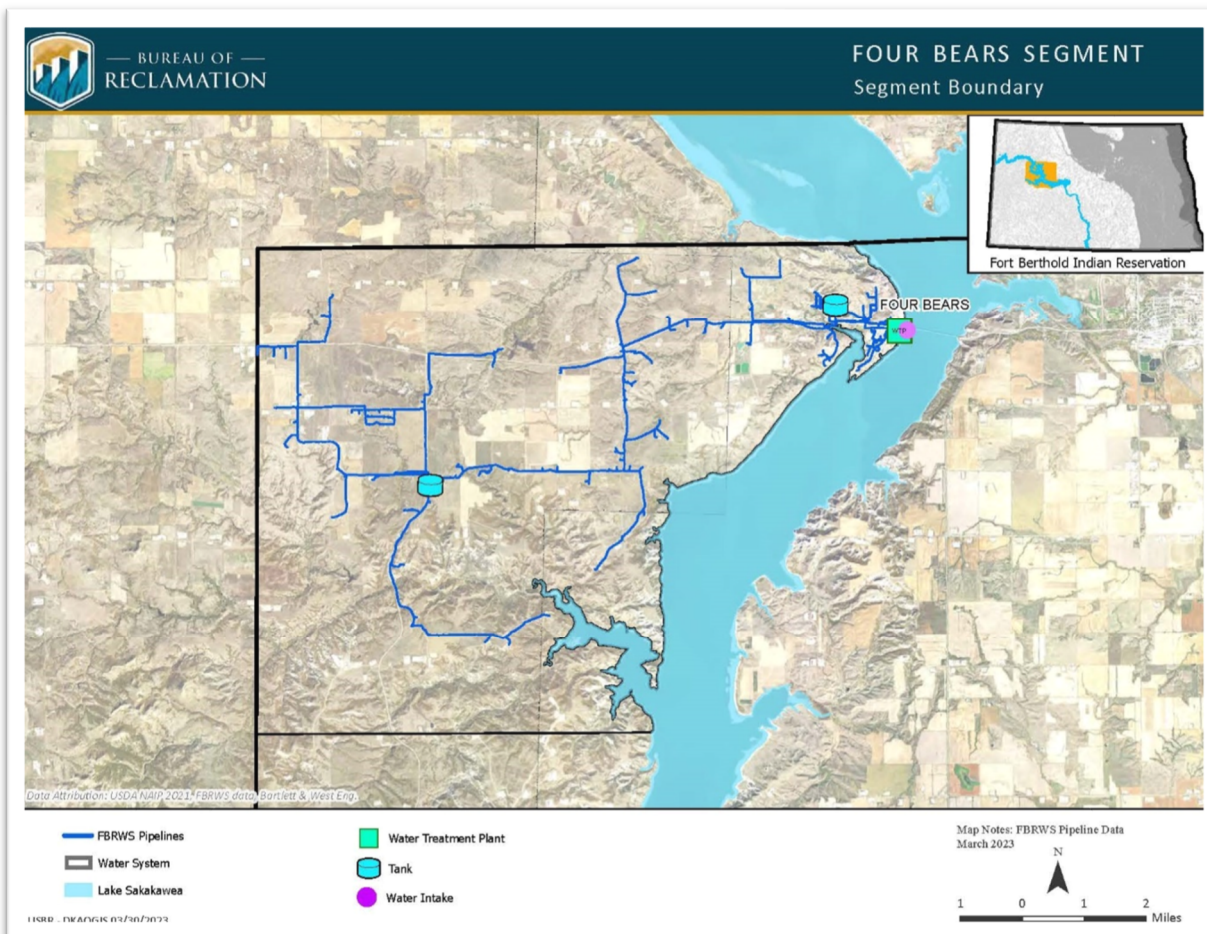 — BUREAU OF —
RECLAMATION
FOUR BEARS SEGMENT
Segment Boundary
Fort Berthold Indian Reservation
FOUR BEARS
WTP
Data Attribution: USDA NAIP 2021, FBRWS data, Bartlett & West Eng.
FBRWS Pipelines
Water System
Lake Sakakawea
Water Treatment Plant
Tank
Water Intake
Map Notes: FBRWS Pipeline Data
March 2023
N
1 0 1 2
Miles
USBR - DKAOGIS 03/30/2023